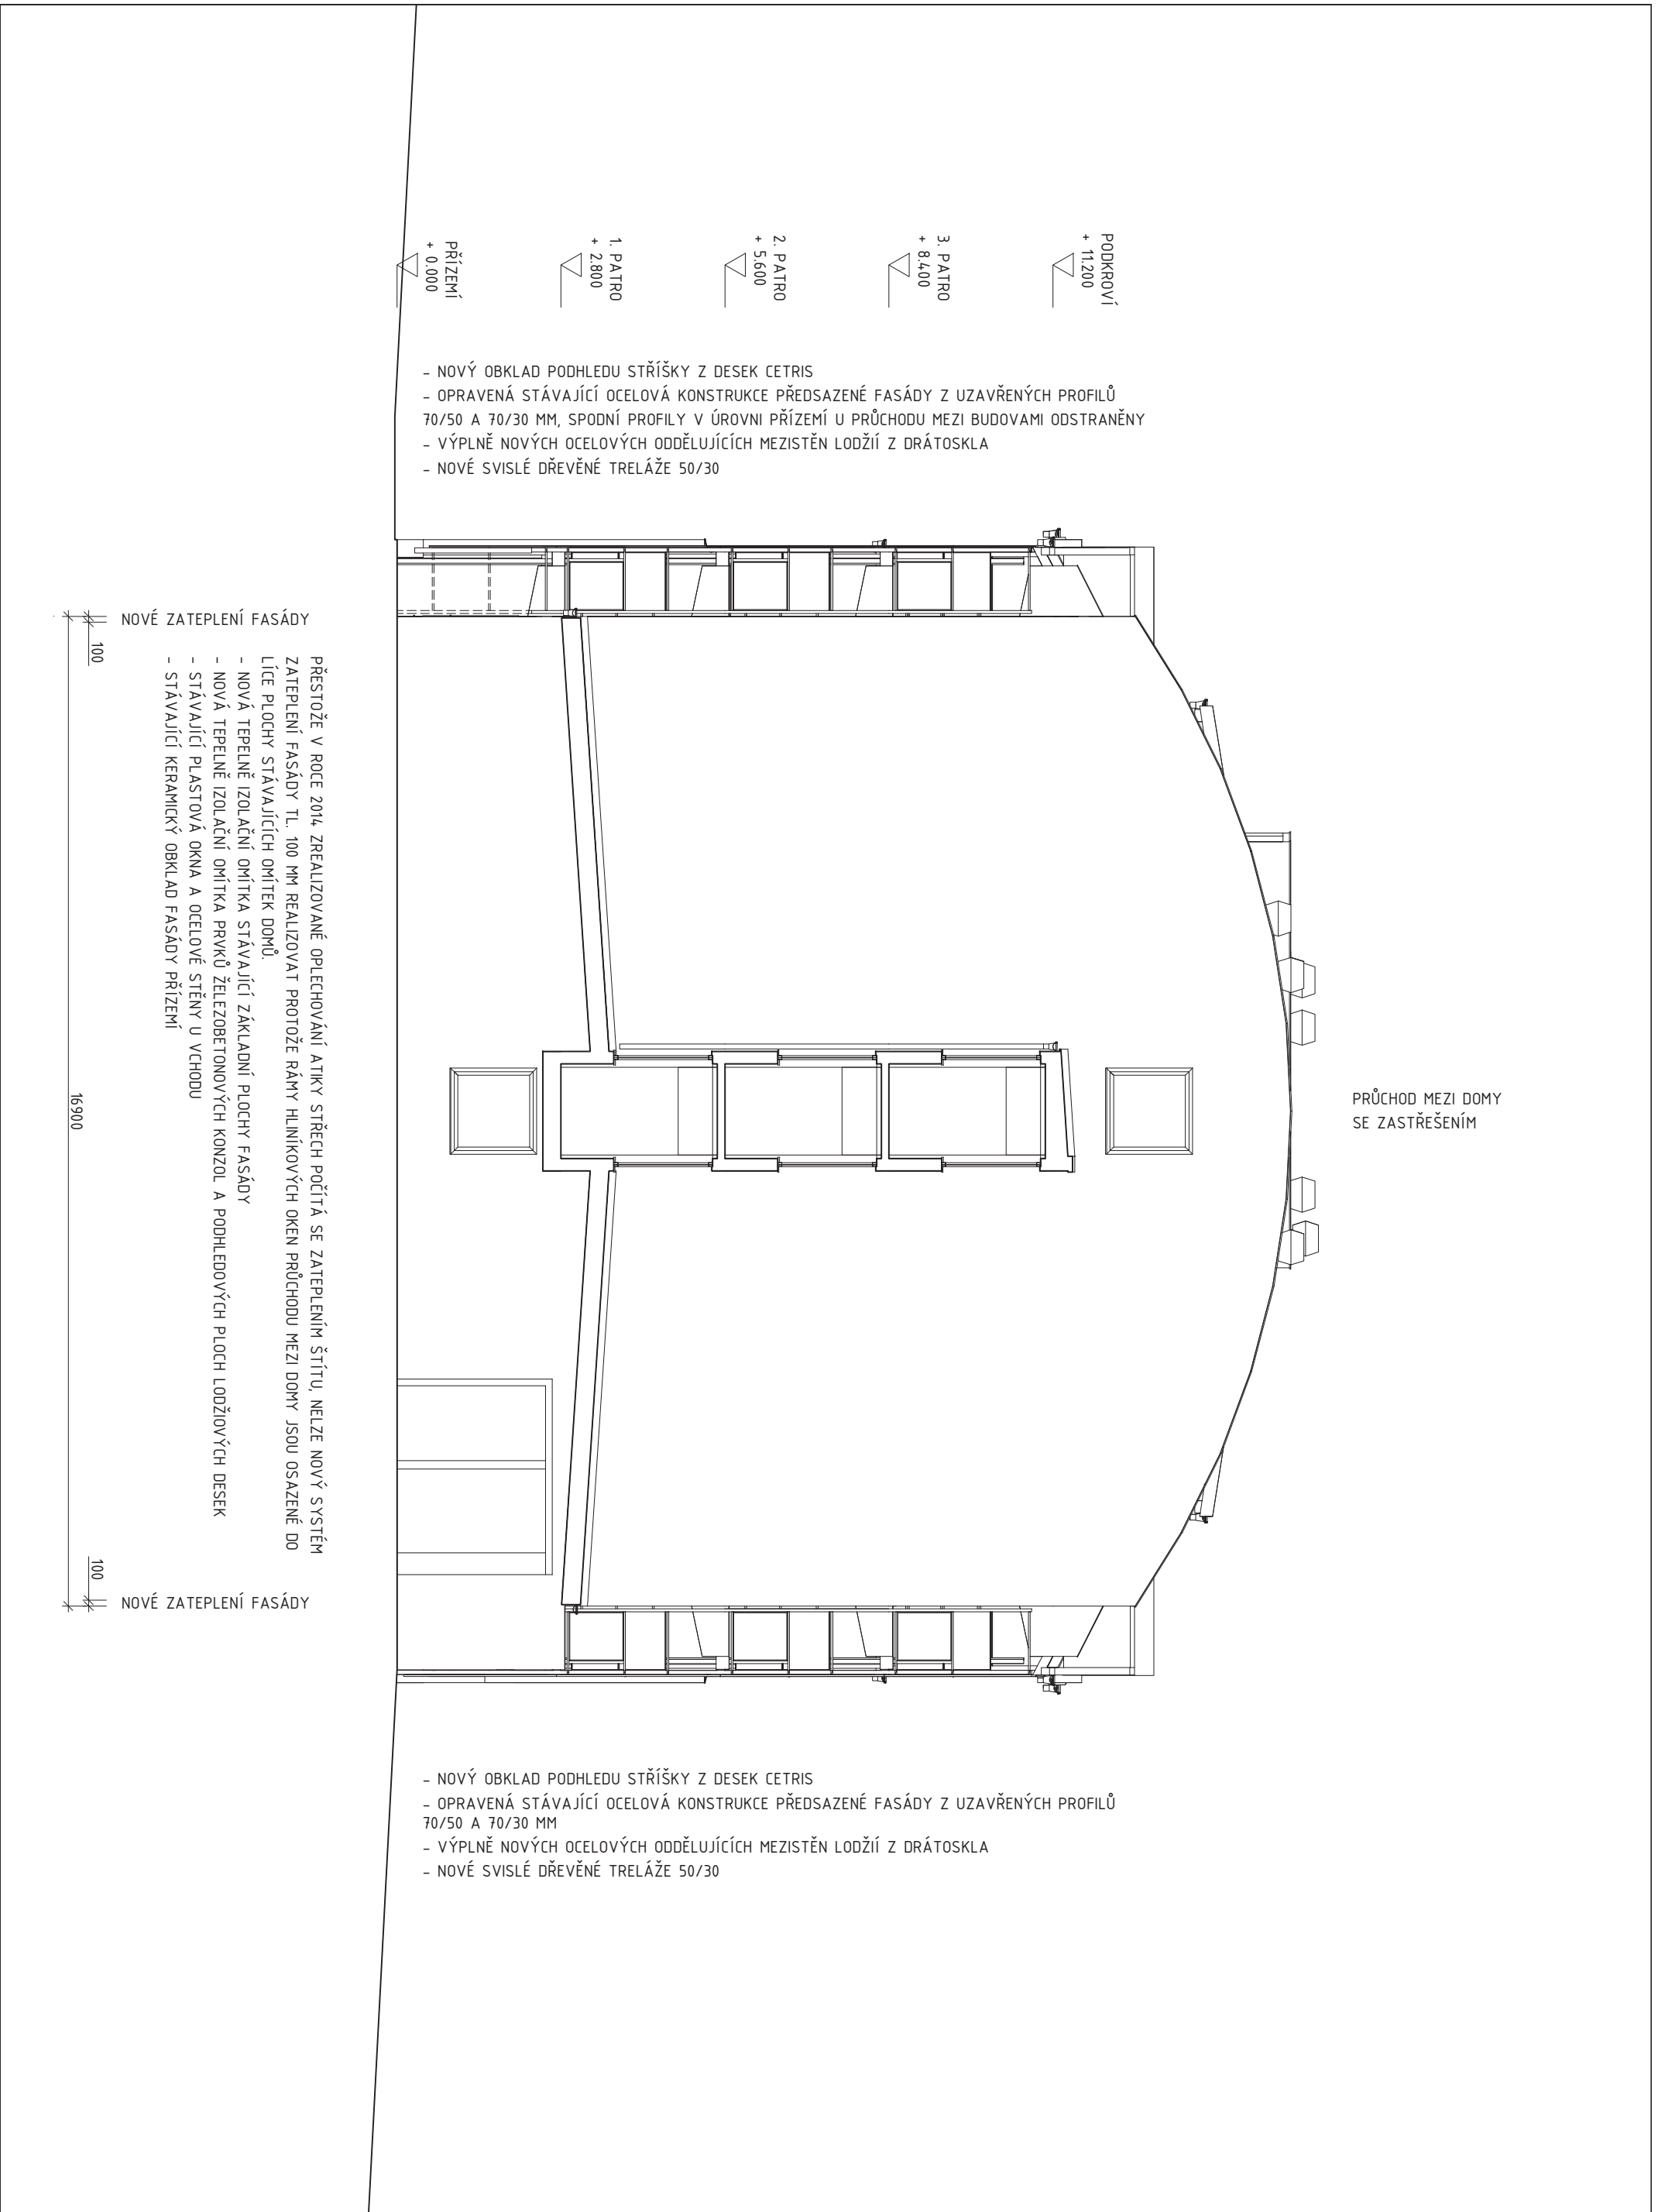 PODKROVÍ
+ 11.200
3. PATRO
+ 8.400
2. PATRO
+ 5.600
1. PATRO
+ 2.800
PŘÍZEMÍ
+ 0.000
- NOVÝ OBKLAD PODHLEDU STŘÍŠKY Z DESEK CETRIS
- OPRAVENÁ STÁVAJÍCÍ OCELOVÁ KONSTRUKCE PŘEDSAZENÉ FASÁDY Z UZAVŘENÝCH PROFILŮ
70/50 A 70/30 MM, SPODNÍ PROFILY V ÚROVNI PŘÍZEMÍ U PRŮCHODU MEZI BUDOVAMI ODSTRANĚNY
- VÝPLNĚ NOVÝCH OCELOVÝCH ODDĚLUJÍCÍCH MEZISTĚN LODŽIÍ Z DRÁTOSKLA
- NOVÉ SVISLÉ DŘEVĚNÉ TRELÁŽE 50/30
PRŮCHOD MEZI DOMY
SE ZASTŘEŠENÍM
NOVÉ ZATEPLENÍ FASÁDY
100
PŘESTOŽE V ROCE 2014 ZREALIZOVANÉ OPLECHOVÁNÍ ATIKY STŘECH POČÍTÁ SE ZATEPLENÍM ŠTÍTU, NELZE NOVÝ SYSTÉM
ZATEPLENÍ FASÁDY TL. 100 MM REALIZOVAT PROTOŽE RÁMY HLINÍKOVÝCH OKEN PRŮCHODU MEZI DOMY JSOU OSAZENÉ DO
LÍCE PLOCHY STÁVAJÍCÍCH OMÍTEK DOMŮ.
- NOVÁ TEPELNĚ IZOLAČNÍ OMÍTKA STÁVAJÍCÍ ZÁKLADNÍ PLOCHY FASÁDY
- NOVÁ TEPELNĚ IZOLAČNÍ OMÍTKA PRVKŮ ŽELEZOBETONOVÝCH KONZOL A PODHLEDOVÝCH PLOCH LODŽIOVÝCH DESEK
- STÁVAJÍCÍ PLASTOVÁ OKNA A OCELOVÉ STĚNY U VCHODU
- STÁVAJÍCÍ KERAMICKÝ OBKLAD FASÁDY PŘÍZEMÍ
16900
100
NOVÉ ZATEPLENÍ FASÁDY
- NOVÝ OBKLAD PODHLEDU STŘÍŠKY Z DESEK CETRIS
- OPRAVENÁ STÁVAJÍCÍ OCELOVÁ KONSTRUKCE PŘEDSAZENÉ FASÁDY Z UZAVŘENÝCH PROFILŮ
70/50 A 70/30 MM
- VÝPLNĚ NOVÝCH OCELOVÝCH ODDĚLUJÍCÍCH MEZISTĚN LODŽIÍ Z DRÁTOSKLA
- NOVÉ SVISLÉ DŘEVĚNÉ TRELÁŽE 50/30